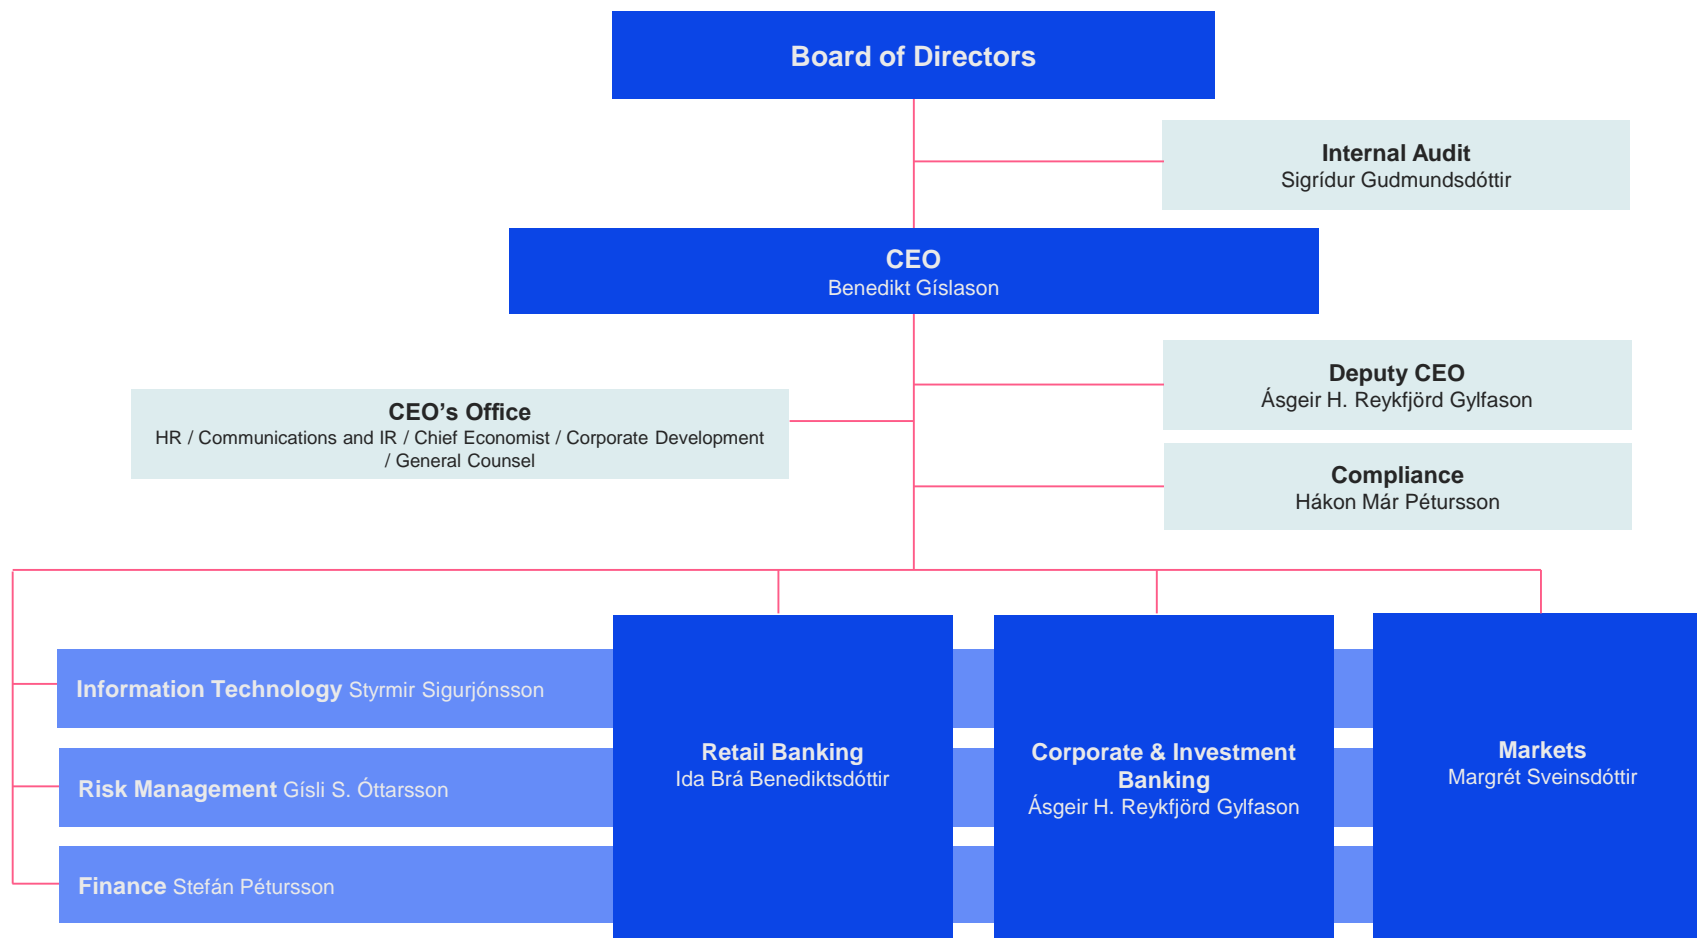 Board of Directors
Internal Audit
Sigrídur Gudmundsdóttir
CEO
Benedikt Gíslason
Deputy CEO
Ásgeir H. Reykfjörd Gylfason
CEO’s Office
HR / Communications and IR / Chief Economist / Corporate Development
/ General Counsel
Compliance
Hákon Már Pétursson
Information Technology Styrmir Sigurjónsson
Risk Management Gísli S. Óttarsson
Finance Stefán Pétursson
Retail Banking
Ida Brá Benediktsdóttir
Corporate & Investment
Banking
Ásgeir H. Reykfjörd Gylfason
Markets
Margrét Sveinsdóttir